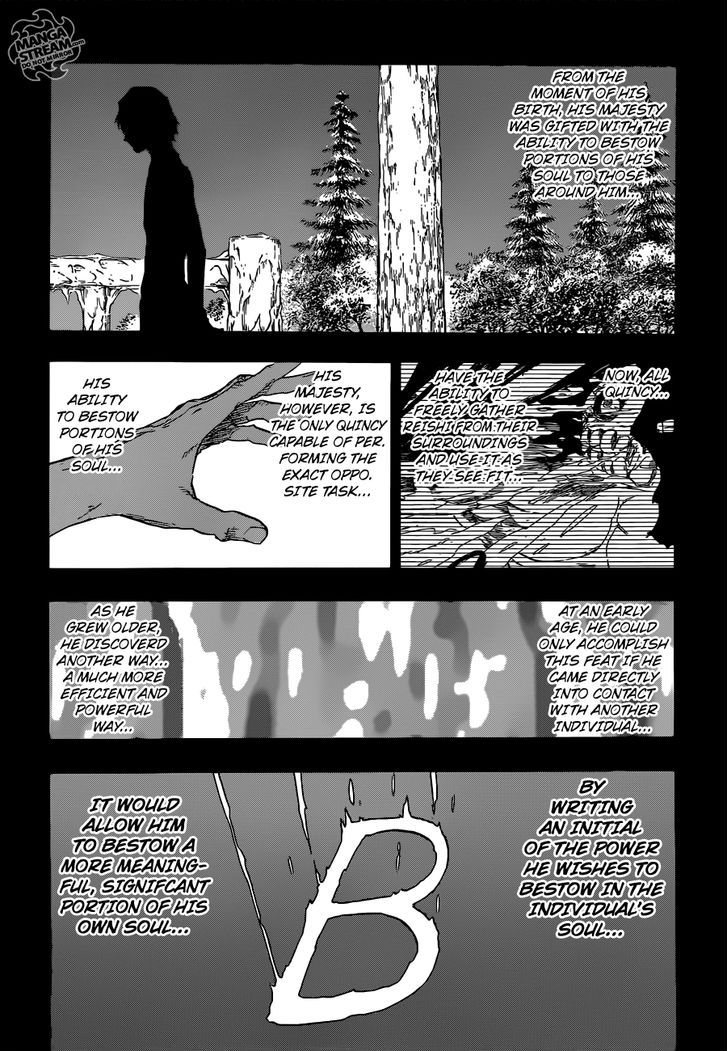 MANGA
STREAM.COM
DO NOT MIRROR
FROM THE
MOMENT OF HIS
BIRTH, HIS MAJESTY
WAS GIFTED WITH THE
ABILITY TO BESTOW
PORTIONS OF HIS
SOUL TO THOSE
AROUND HIM...
NOW, ALL
QUINCY...
HAVE THE
ABILITY TO
FREELY GATHER
REISHI FROM THEIR
SURROUNDINGS
AND USE IT AS
THEY SEE FIT...
HIS
MAJESTY,
HOWEVER, IS
THE ONLY QUINCY
CAPABLE OF PER.
FORMING THE
EXACT OPPO.
SITE TASK...
HIS
ABILITY
TO BESTOW
PORTIONS
OF HIS
SOUL...
AT AN EARLY
AGE, HE COULD
ONLY ACCOMPLISH
THIS FEAT IF HE
CAME DIRECTLY
INTO CONTACT
WITH ANOTHER
INDIVIDUAL...
AS HE
GREW OLDER,
HE DISCOVERD
ANOTHER WAY...
A MUCH MORE
EFFICIENT AND
POWERFUL
WAY...
BY
WRITING
AN INITIAL
OF THE POWER
HE WISHES TO
BESTOW IN THE
INDIVIDUAL'S
SOUL...
IT WOULD
ALLOW HIM
TO BESTOW A
MORE MEANING-
FUL, SIGNIFCANT
PORTION OF HIS
OWN SOUL...
B